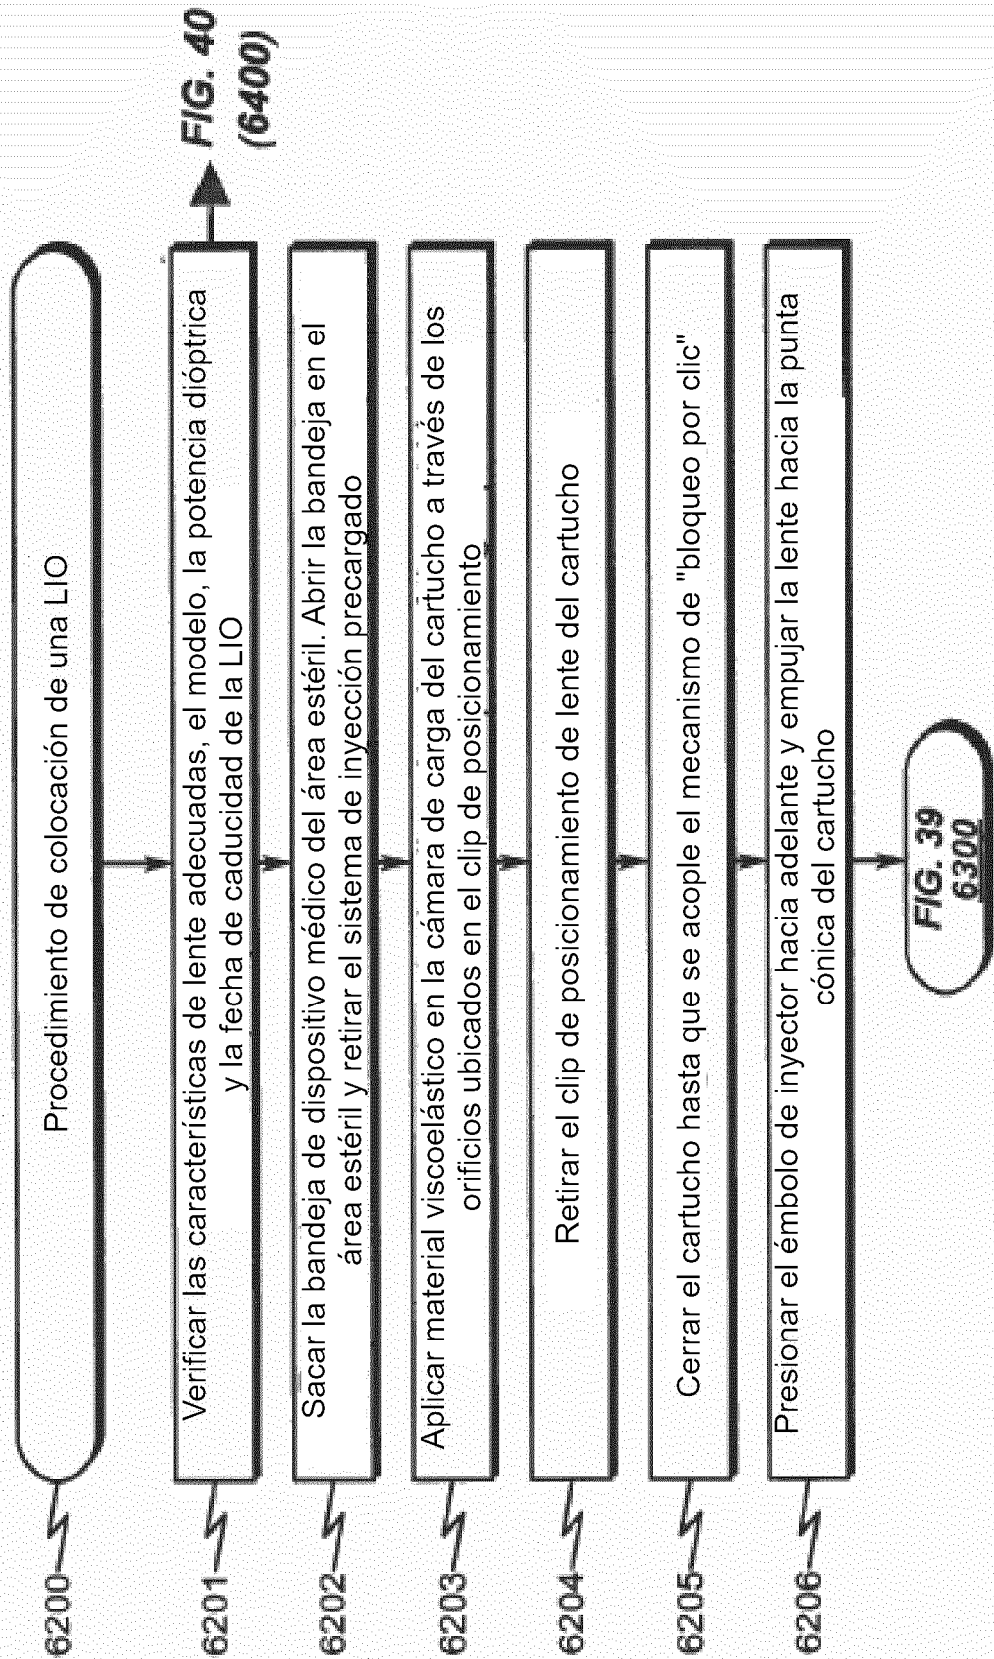 6200
Procedimiento de colocación de una LIO
6201
Verificar las características de lente adecuadas, el modelo, la potencia dióptrica
y la fecha de caducidad de la LIO
FIG. 40
(6400)
6202
Sacar la bandeja de dispositivo médico del área estéril. Abrir la bandeja en el
área estéril y retirar el sistema de inyección precargado
6203
Aplicar material viscoelástico en la cámara de carga del cartucho a través de los
orificios ubicados en el clip de posicionamiento
6204
Retirar el clip de posicionamiento de lente del cartucho
6205
Cerrar el cartucho hasta que se acople el mecanismo de "bloqueo por clic"
6206
Presionar el émbolo de inyector hacia adelante y empujar la lente hacia la punta
cónica del cartucho
FIG. 39
6300